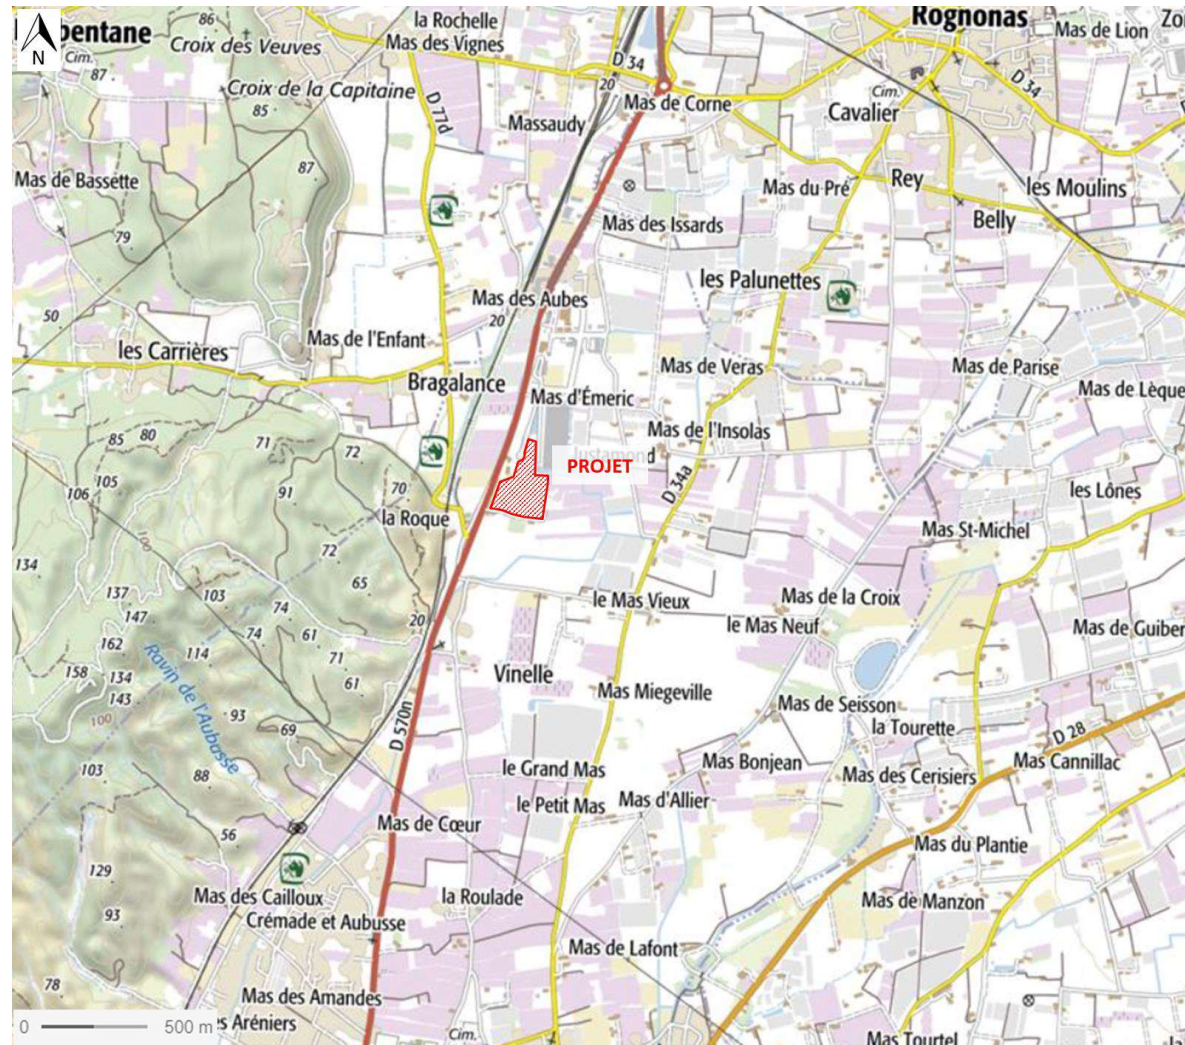 la Rochelle
Rognonas
Mas de Lion
86
Croix des Veuves
Mas des Vignes
N
Cim.
87
D 34
20
D 34
Croix de la Capitaine
85
D 77d
Mas de Corne
Cim.
Cavalier
Massaudy
87
Mas de Bassette
Mas du Pré
Rey
les Moulins
Mas des Issards
Belly
79
les Palunettes
Mas des Aubes
50
20
Mas de l'Enfant
les Carrières
Mas de Veras
Mas de Parise
Bragalance
Mas d'Émeric
Mas de l'Insolas
85
80
71
72
PROJET
105
106
91
70
D 34a
les Lônes
la Roque
Mas St-Michel
100
72
134
65
137
103
147
74
le Mas Vieux
Mas de la Croix
20
le Mas Neuf
74
61
162
114
71
158
134
61
143
Ravin de l'Aubasse
Vinelle
Mas Miegeville
Mas de Seisson
100
93
69
la Tourette
D 570n
D 28
103
88
le Grand Mas
Mas Bonjean
Mas des Cerisiers
Mas Cannillac
le Petit Mas
Mas d'Allier
56
Mas de Cœur
Mas du Plantie
129
Mas des Cailloux
la Roulade
Mas de Manzon
93
Crémade et Aubusse
Mas de Lafont
78
Mas des Amandes
0
500 m
Aréniers
Cim.
Mas Tourtel